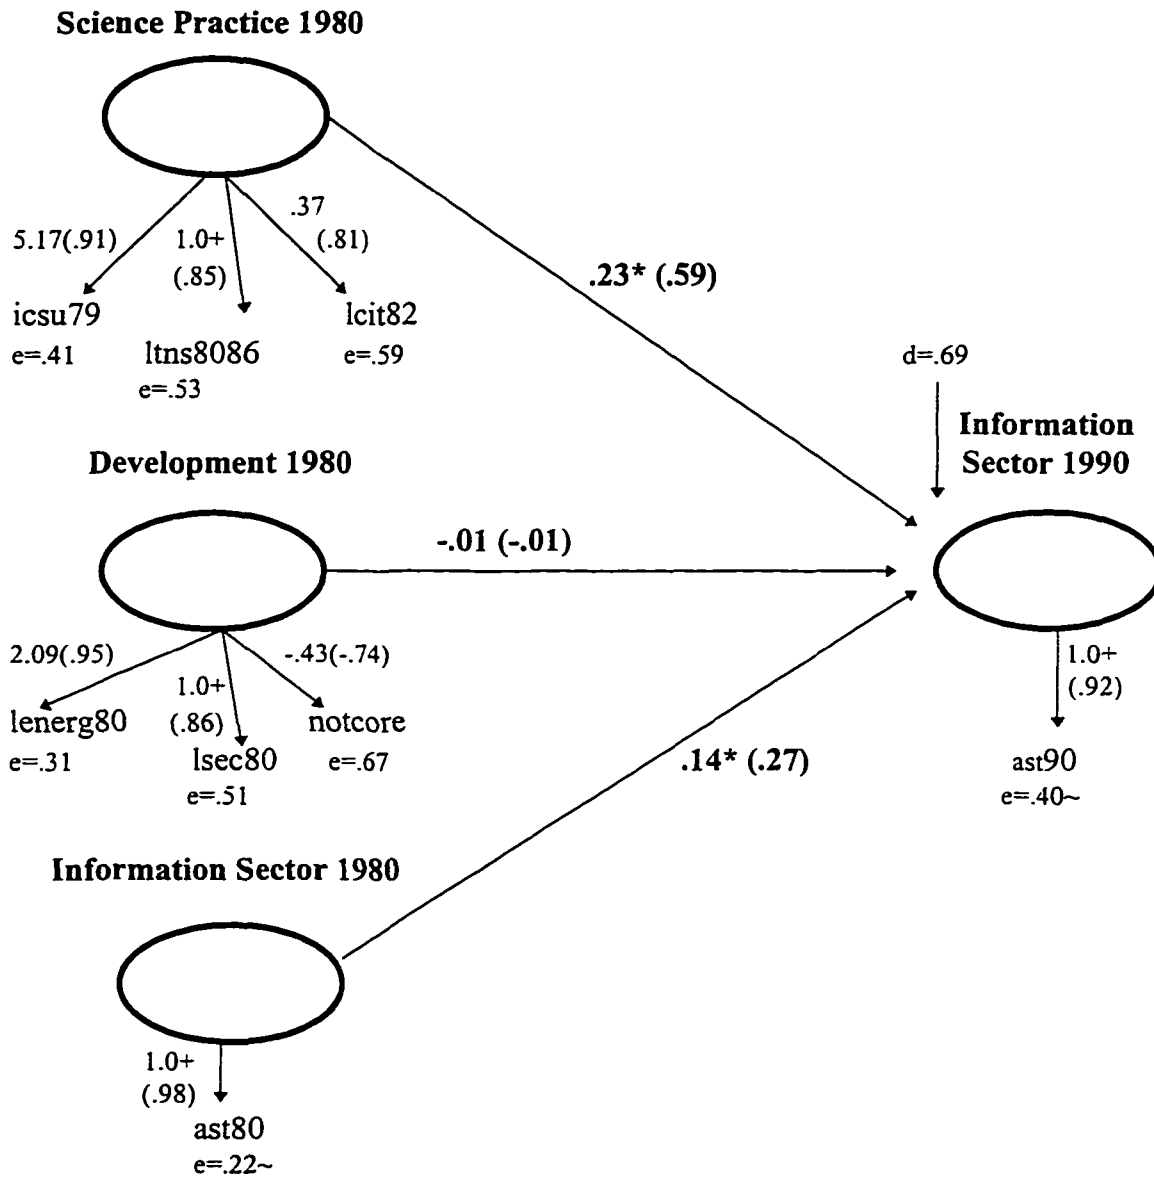 Science Practice 1980
5.17(.91)
1.0+
(.85)
.37
(.81)
icsu79
e=.41
ltns8086
e=.53
lcit82
e=.59
.23* (.59)
d=.69
Information
Sector 1990
Development 1980
-.01 (-.01)
2.09(.95)
1.0+
(.86)
-.43(-.74)
lenerg80
e=.31
lsec80
e=.51
notcore
e=.67
1.0+
(.92)
ast90
e=.40~
.14* (.27)
Information Sector 1980
1.0+
(.98)
ast80
e=.22~